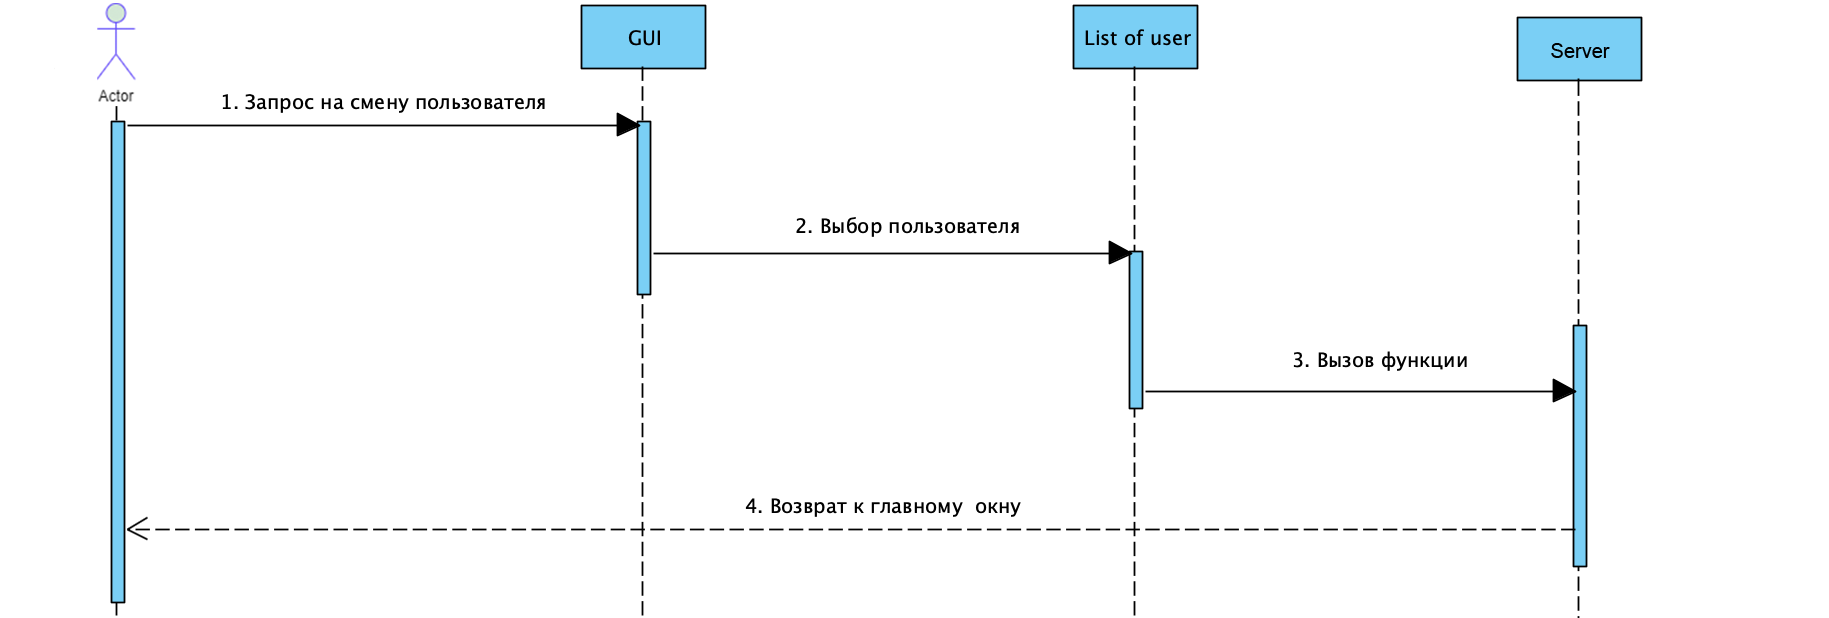 GUI
List of user
Server
Actor
1. Запрос на смену пользователя
2. Выбор пользователя
3. Вызов функции
4. Возврат к главному  окну